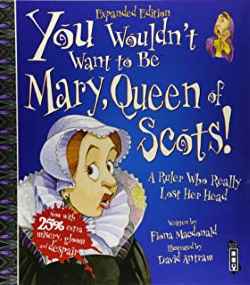 Expanded Edition
You Wouldn't
Want to Be
Mary, Queen of
Scots!
A Ruler Who Really
Lost Her Head
Now with
25% extra
misery, gloom
and despair
Written by
Fiona Macdonald
Illustrated by
David Antram